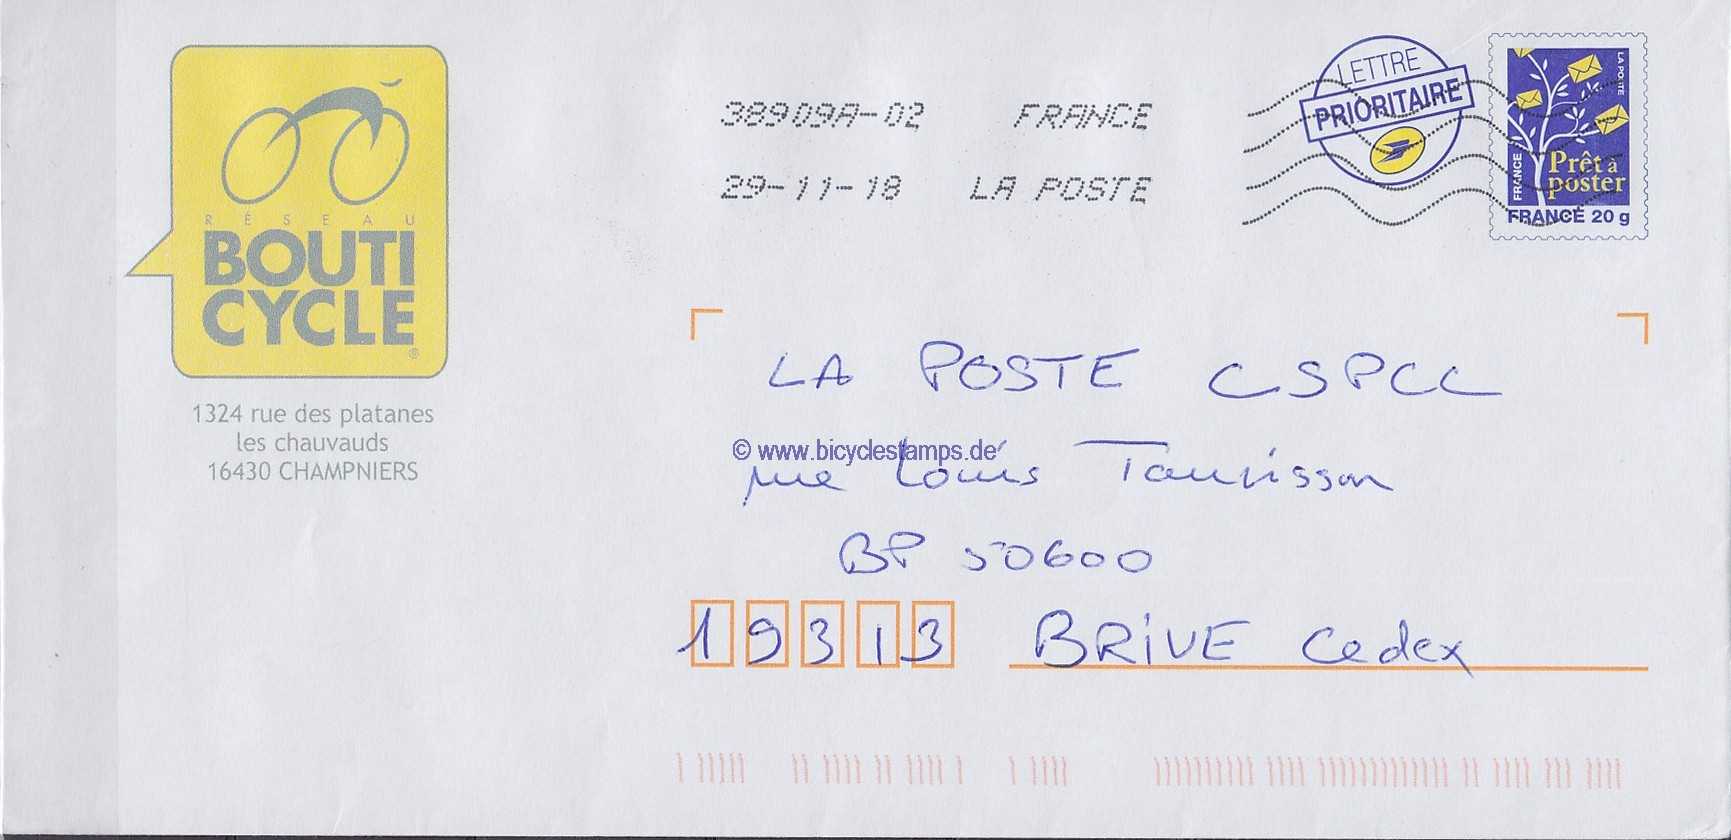 RÉSEAU
BOUTI
CYCLE
®
1324 rue des platanes
les chauvauds
16430 CHAMPNIERS
38909A-02 FRANCE
29-11-18 LA POSTE
LETTRE
PRIORITAIRE
LA POSTE
FRANCE
Prêt à
poster
FRANCE 20 g
LA POSTE CSPCC
© www.bicyclestamps.de
rue Louis Taurisson
BP 50600
19313 BRIVE Cedex